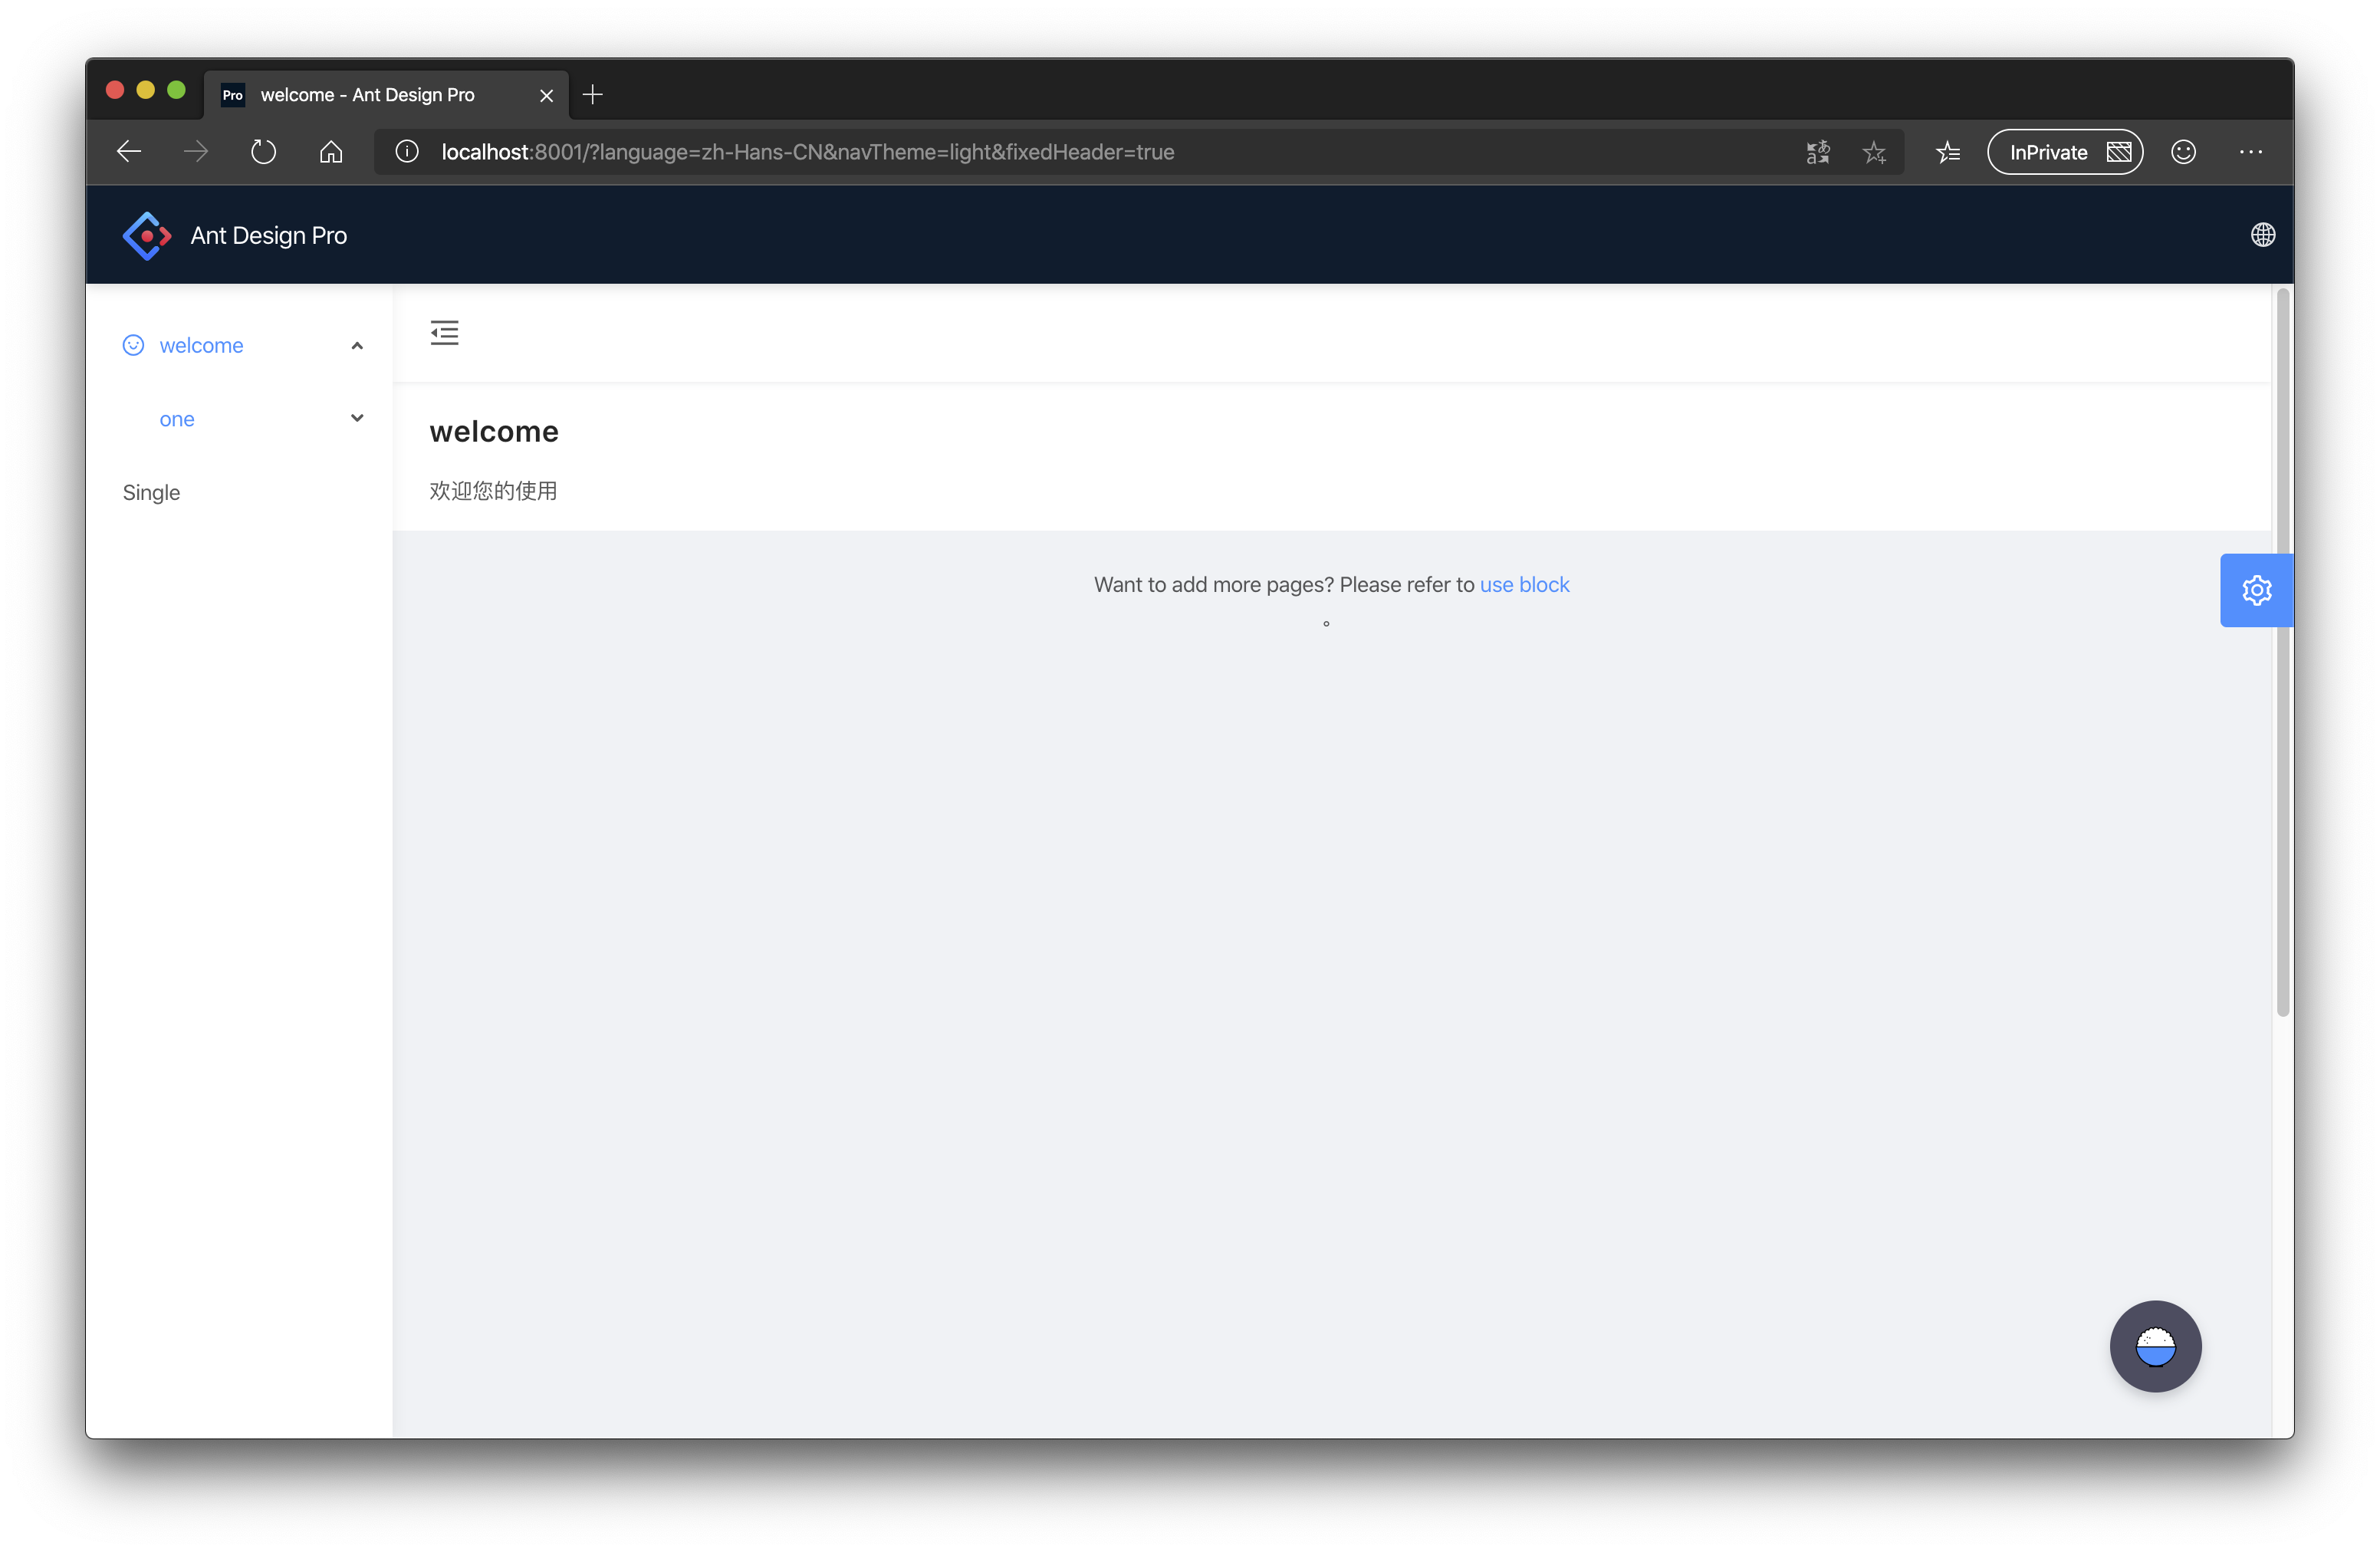 Pro welcome - Ant Design Pro
localhost:8001/?language=zh-Hans-CN&navTheme=light&fixedHeader=true
InPrivate
Ant Design Pro
welcome
one
Single
welcome
欢迎您的使用
Want to add more pages? Please refer to use block
。